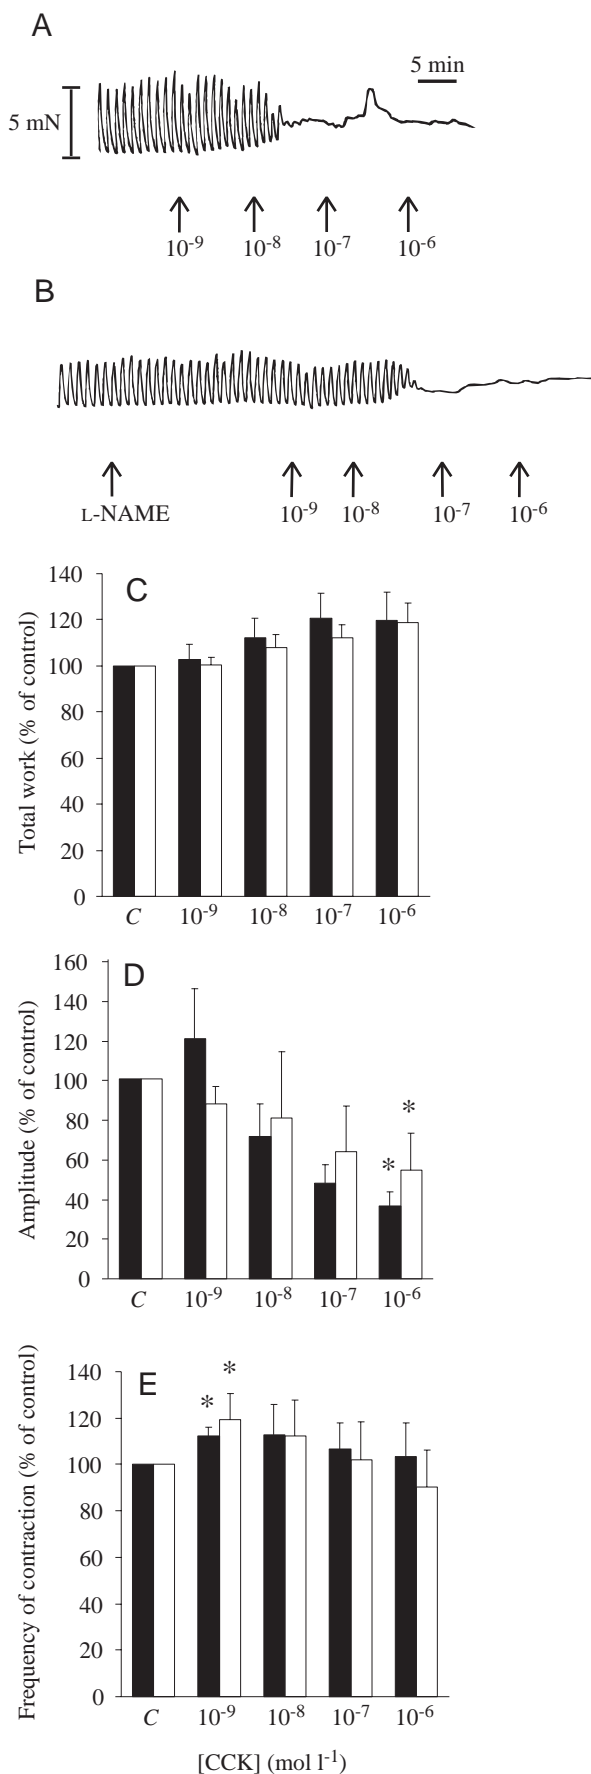 A
5 min
5 mN
10-9 10-8 10-7 10-6
B
L-NAME 10-9 10-8 10-7 10-6
C
Total work (% of control)
140
120
100
80
60
40
20
0
C 10-9 10-8 10-7 10-6
D
Amplitude (% of control)
160
140
120
100
80
60
40
20
0
* *
C 10-9 10-8 10-7 10-6
E
Frequency of contraction (% of control)
140
120
100
80
60
40
20
0
* *
C 10-9 10-8 10-7 10-6
[CCK] (mol l-1)